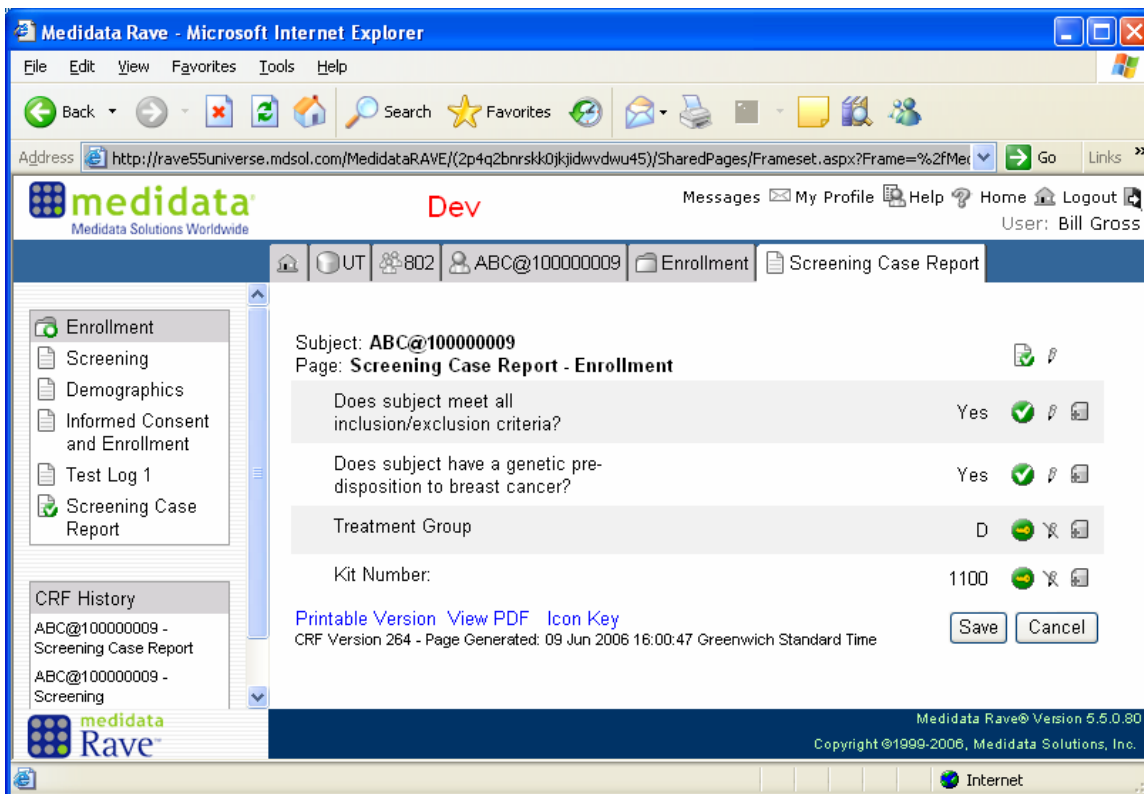 Medidata Rave - Microsoft Internet Explorer
File Edit View Favorites Tools Help
Back Search Favorites
Address http://rave55universe.mdsol.com/MedidataRAVE/(2p4q2bnrskk0jkjidwvdwu45)/SharedPages/Frameset.aspx?Frame=%2fMed Go Links »
medidata Dev Messages My Profile Help Home Logout
Medidata Solutions Worldwide User: Bill Gross
UT 802 ABC@100000009 Enrollment Screening Case Report
Enrollment
Screening
Demographics
Informed Consent
and Enrollment
Test Log 1
Screening Case
Report
CRF History
ABC@100000009 -
Screening Case Report
ABC@100000009 -
Screening
medidata
Rave
Subject: ABC@100000009
Page: Screening Case Report - Enrollment
Does subject meet all
inclusion/exclusion criteria? Yes
Does subject have a genetic pre-
disposition to breast cancer? Yes
Treatment Group D
Kit Number: 1100
Printable Version View PDF Icon Key
CRF Version 264 - Page Generated: 09 Jun 2006 16:00:47 Greenwich Standard Time
Save Cancel
Medidata Rave® Version 5.5.0.80
Copyright ©1999-2006, Medidata Solutions, Inc.
Internet